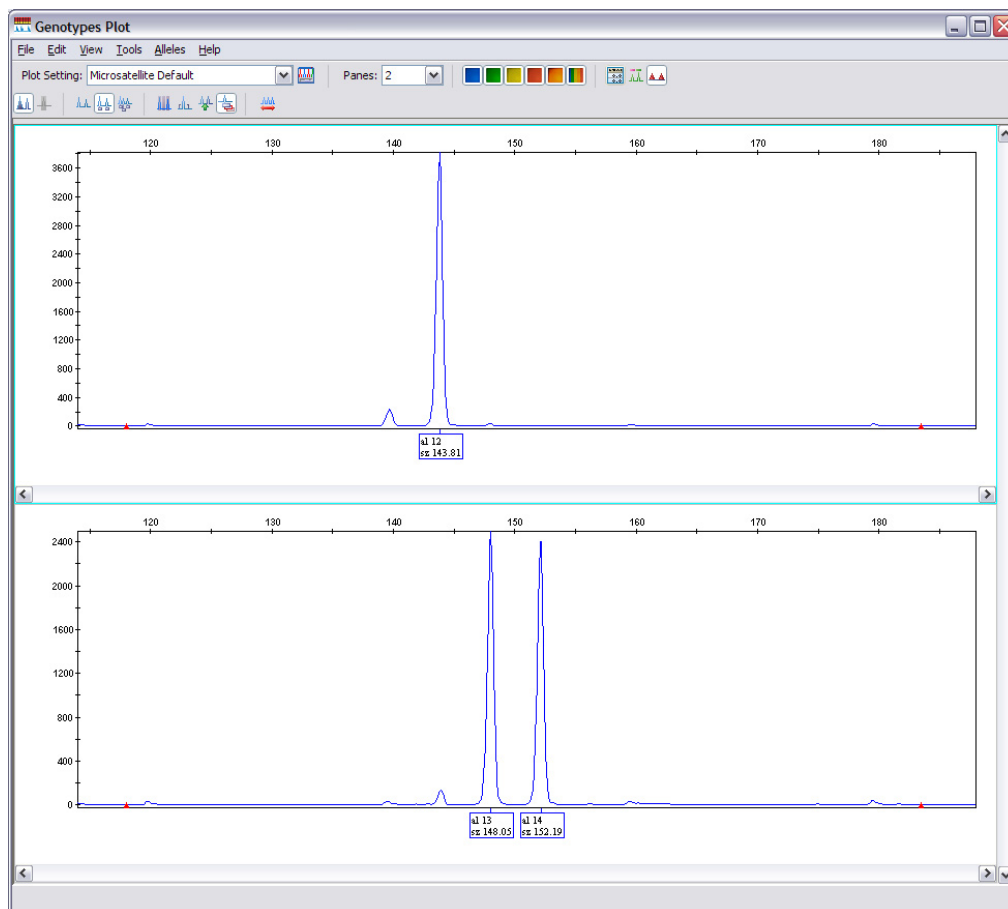 Genotypes Plot
File Edit View Tools Alleles Help
Plot Setting: Microsatellite Default Panes: 2
120 130 140 150 160 170 180
3600
3200
2800
2400
2000
1600
1200
800
400
0
al 12
sz 143.81
120 130 140 150 160 170 180
2400
2000
1600
1200
800
400
0
al 13 al 14
sz 148.05 sz 152.19